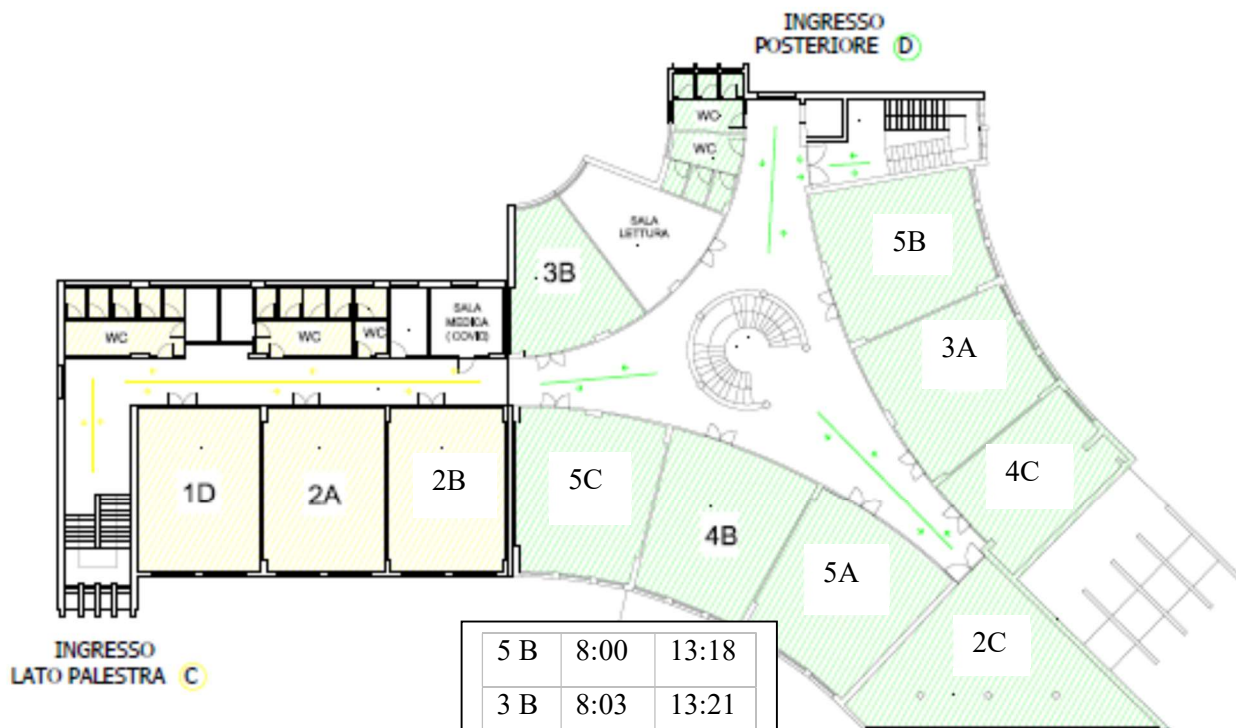 INGRESSO
POSTERIORE D
WC
WC
SALA
LETTURA
5B
3B
3A
SALA
MEDICA
( COVID)
WC
WC
WC
4C
1D
2A
2B
5C
4B
5A
2C
INGRESSO
LATO PALESTRA C
5 B 8:00 13:18
3 B 8:03 13:21